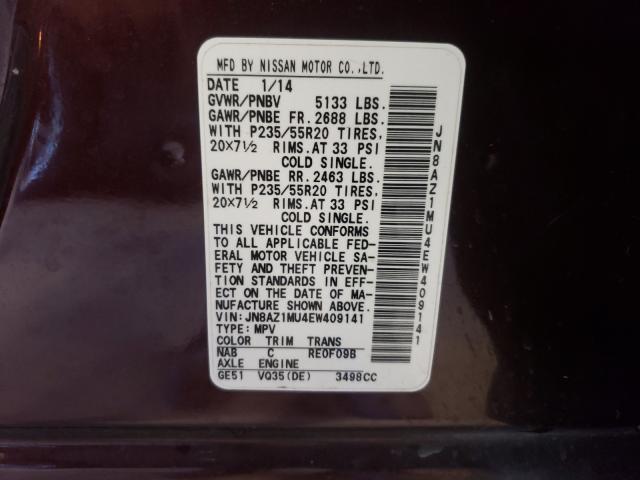 MFD BY NISSAN MOTOR CO.,LTD.
DATE 1/14
GVWR/PNBV 5133 LBS.
GAWR/PNBE FR. 2688 LBS.
WITH P235/55R20 TIRES,
20×7½ RIMS. AT 33 PSI
COLD SINGLE.
GAWR/PNBE RR. 2463 LBS.
WITH P235/55R20 TIRES,
20×7½ RIMS. AT 33 PSI
COLD SINGLE.
THIS VEHICLE CONFORMS
TO ALL APPLICABLE FED-
ERAL MOTOR VEHICLE SA-
FETY AND THEFT PREVEN-
TION STANDARDS IN EFF-
ECT ON THE DATE OF MA-
NUFACTURE SHOWN ABOVE.
VIN: JN8AZ1MU4EW409141
TYPE: MPV
COLOR TRIM TRANS
NAB C RE0F09B
AXLE ENGINE
GE51 VQ35(DE) 3498CC
JN8AZ1MU4EW409141